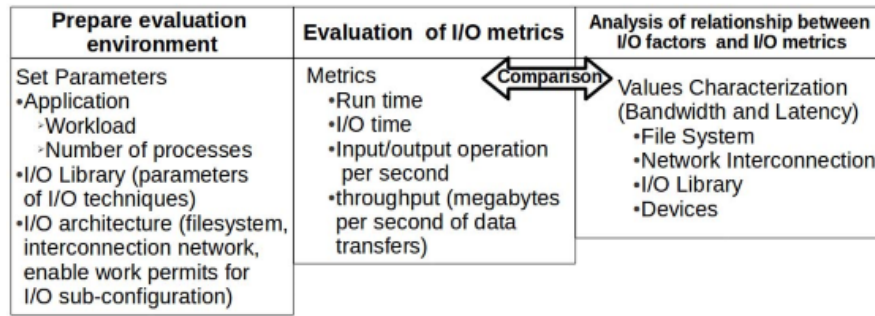 Prepare evaluation
environment
Set Parameters
•Application
➢Workload
➢Number of processes
•I/O Library (parameters
of I/O techniques)
•I/O architecture (filesystem,
interconnection network,
enable work permits for
I/O sub-configuration)
Evaluation of I/O metrics
Metrics
•Run time
•I/O time
•Input/output operation
per second
•throughput (megabytes
per second of data
transfers)
Comparison
Analysis of relationship between
I/O factors and I/O metrics
Values Characterization
(Bandwidth and Latency)
•File System
•Network Interconnection
•I/O Library
•Devices